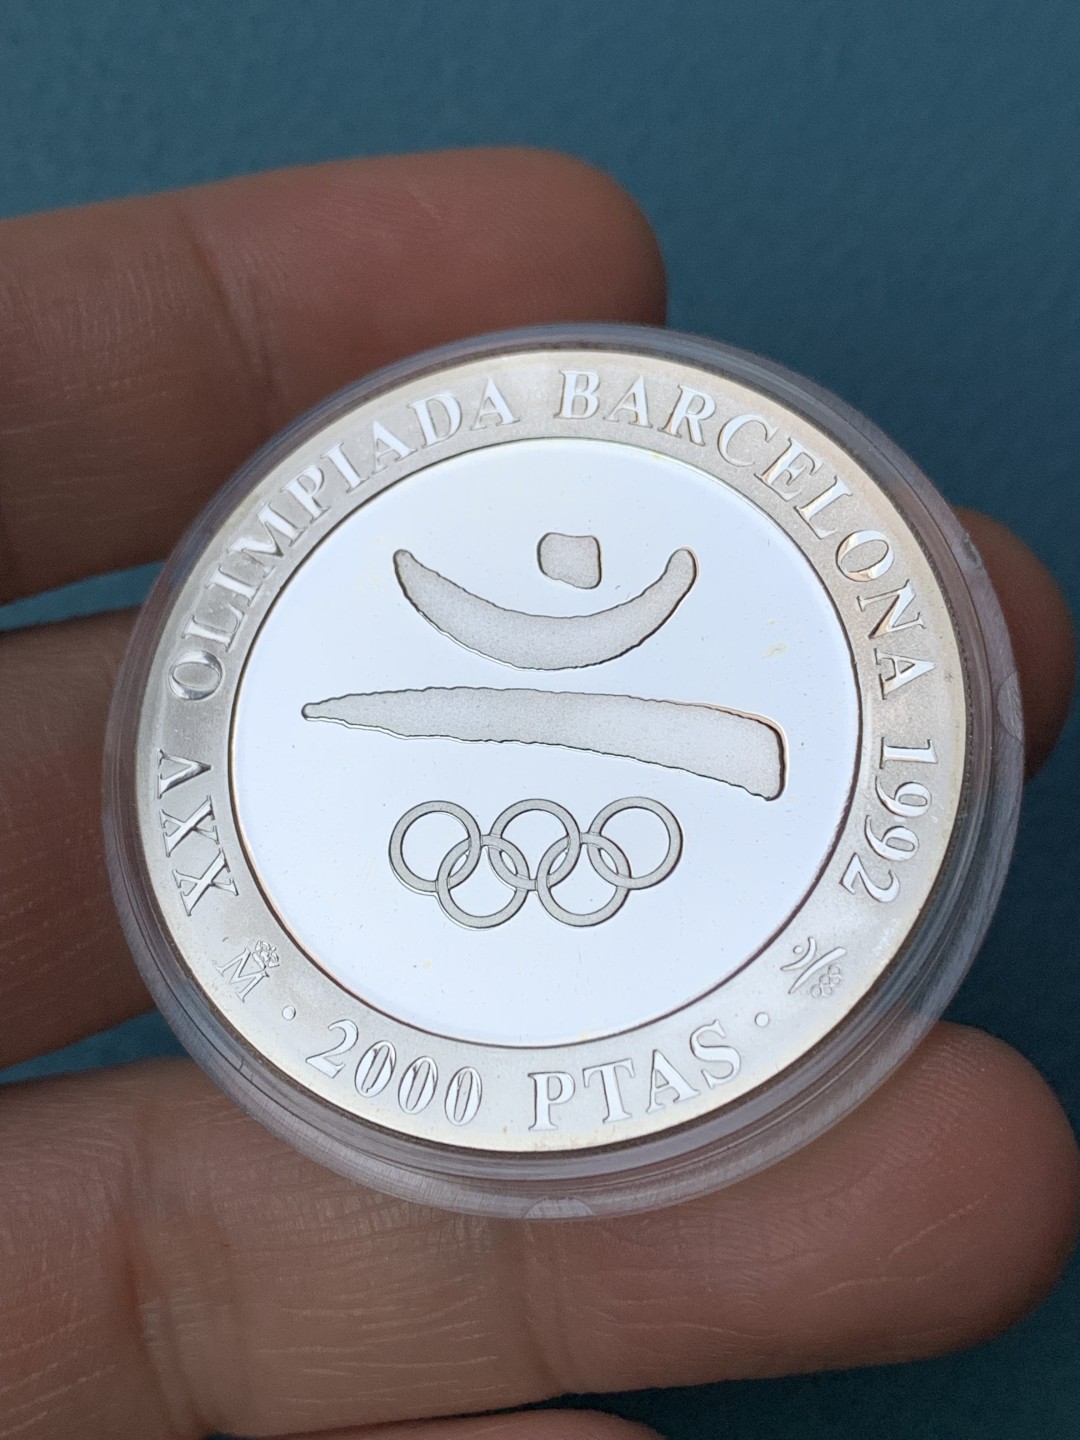 XXV OLIMPIADA BARCELONA 1992
M
· 2000 PTAS ·